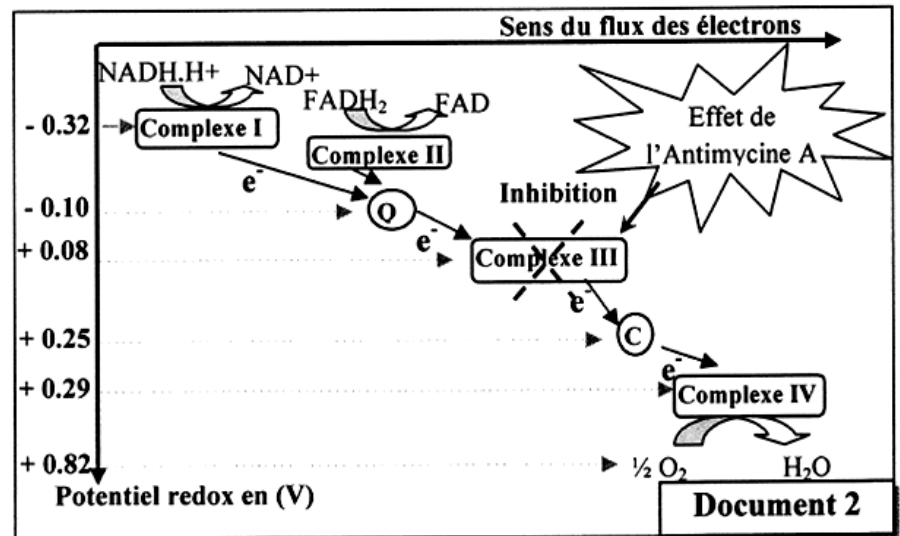 Sens du flux des électrons
NADH.H+ NAD+
FADH₂ FAD
Effet de
l'Antimycine A
- 0.32
Complexe I
Complexe II
e⁻
Inhibition
- 0.10
Q
e⁻
+ 0.08
Complexe III
e⁻
+ 0.25
C
e⁻
+ 0.29
Complexe IV
+ 0.82
½ O₂ H₂O
Potentiel redox en (V)
Document 2